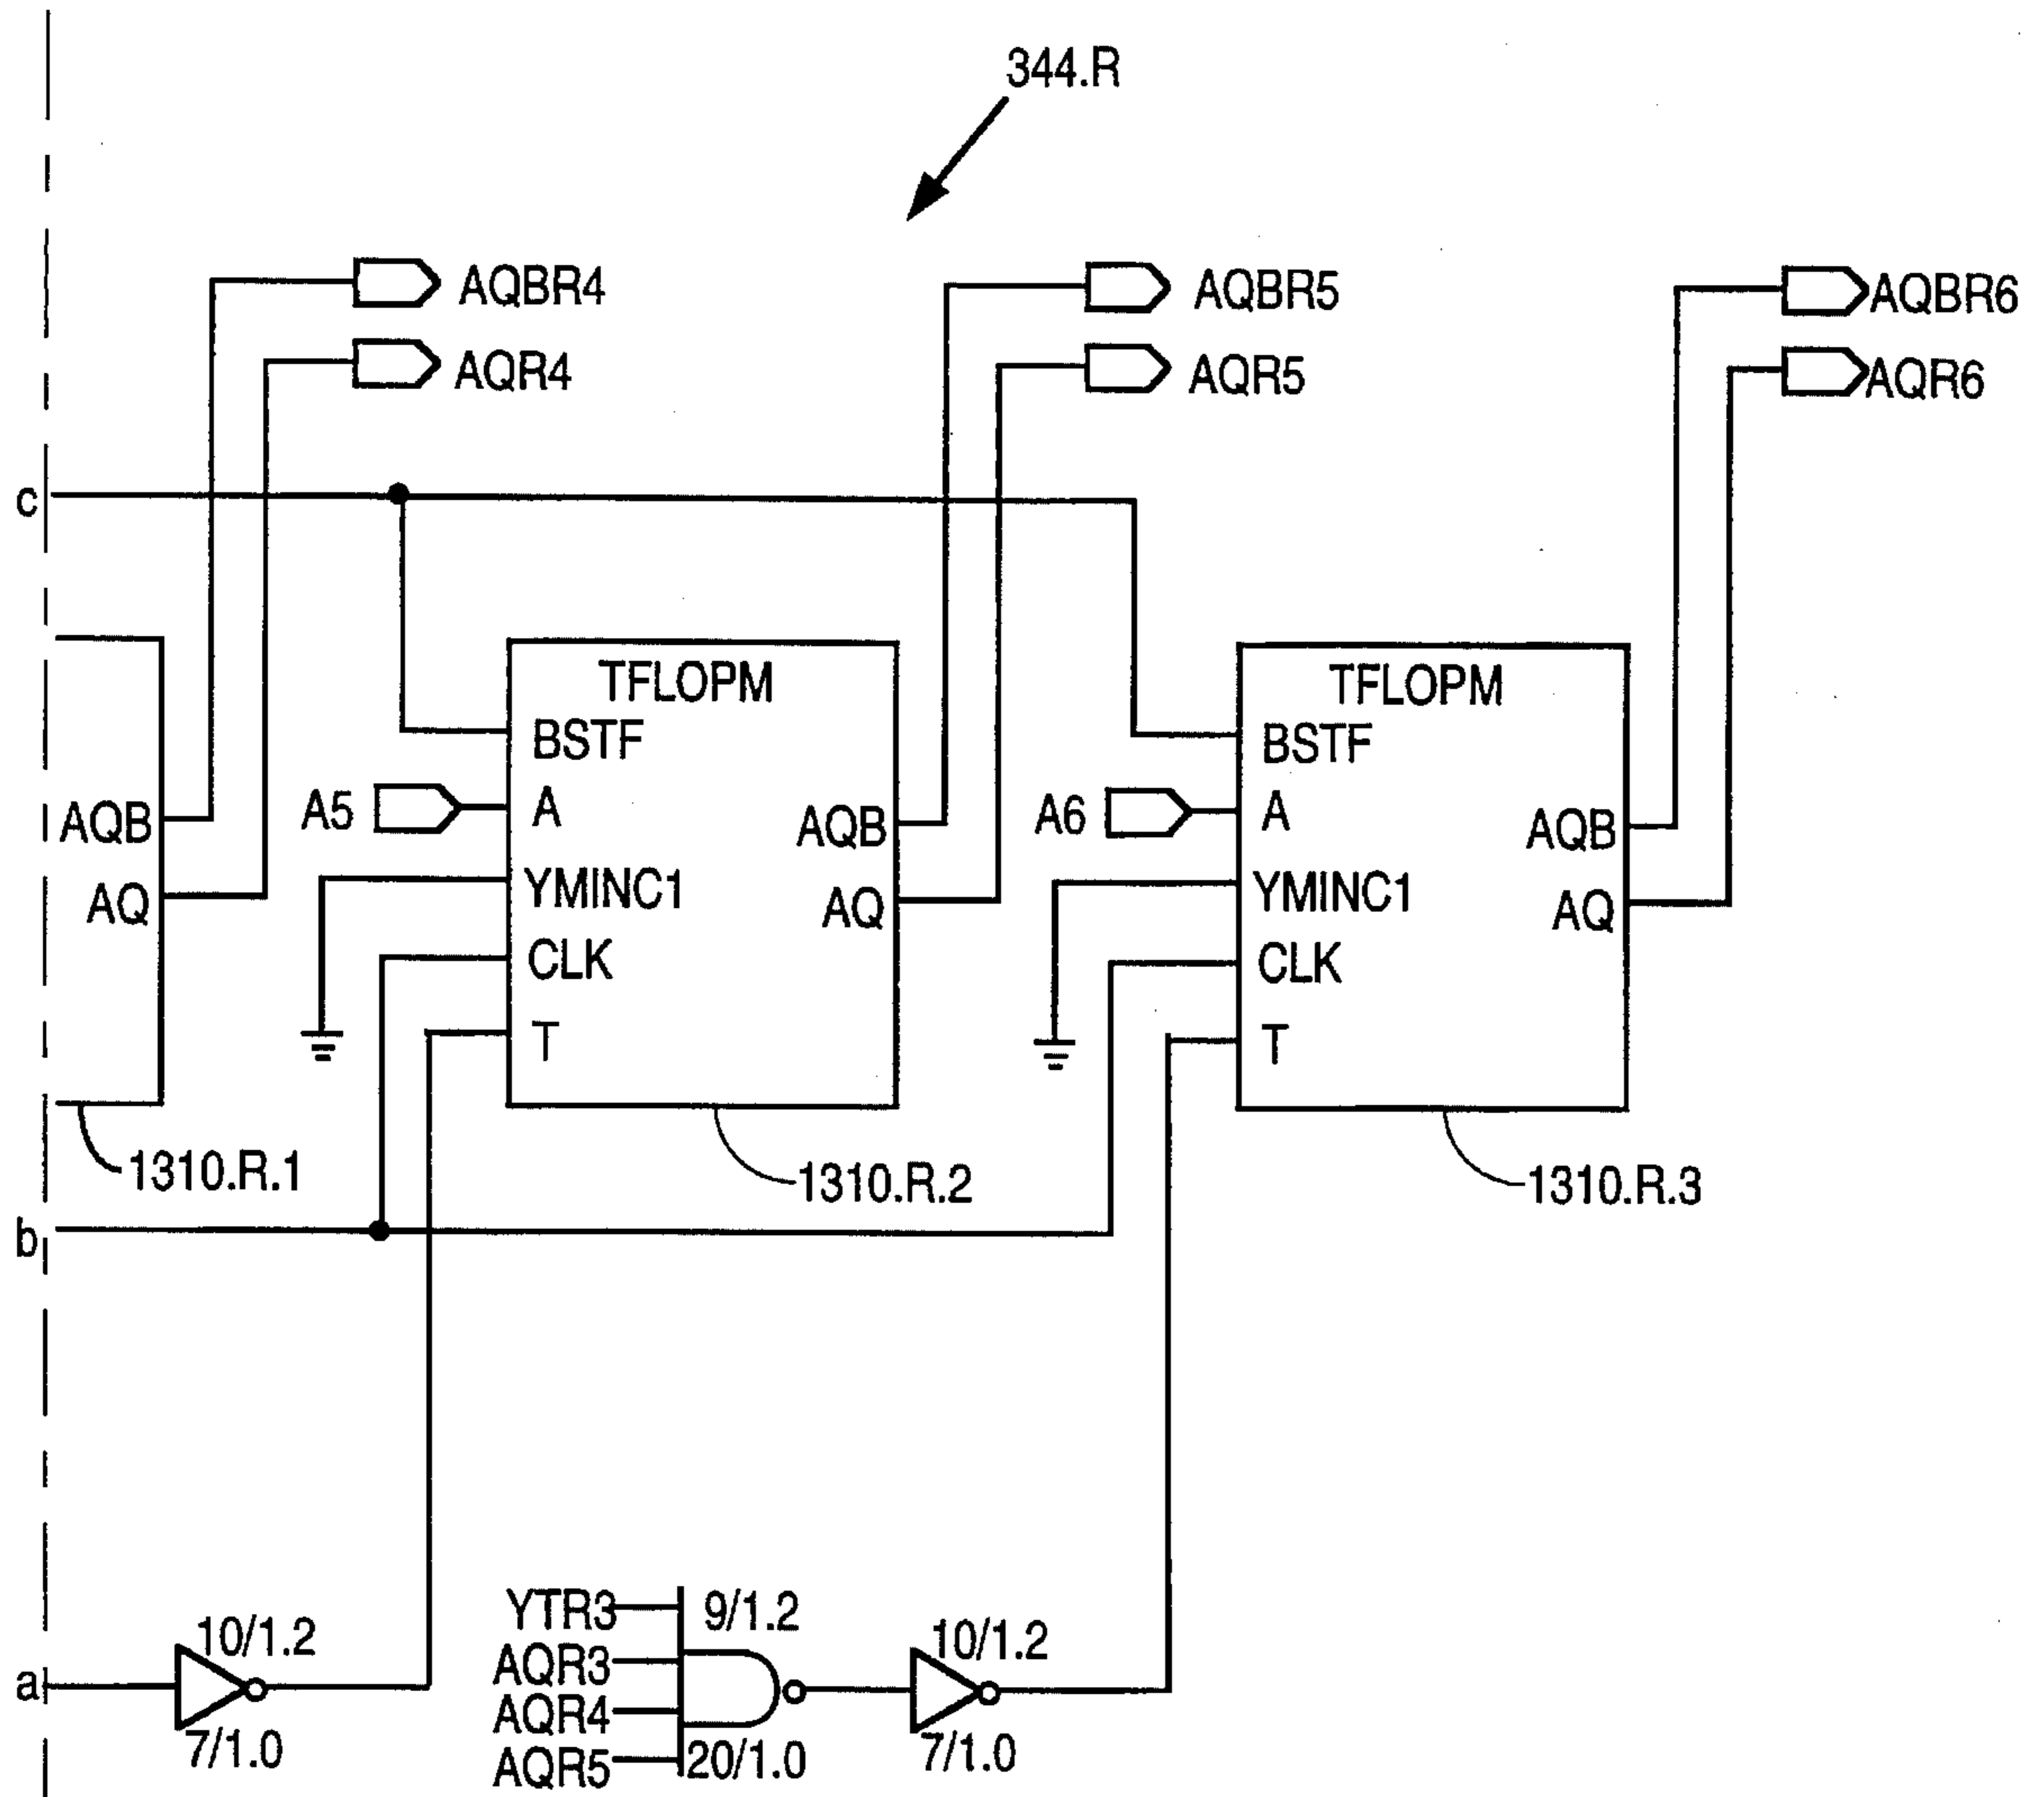 344.R
AQBR4
AQBR5
AQBR6
AQR4
AQR5
AQR6
c
TFLOPM
TFLOPM
BSTF
BSTF
A5
A
A6
A
AQB
AQB
AQB
YMINC1
YMINC1
AQ
AQ
AQ
CLK
CLK
T
T
1310.R.1
1310.R.2
1310.R.3
b
YTR3
9/1.2
10/1.2
10/1.2
AQR3
a
AQR4
7/1.0
AQR5
20/1.0
7/1.0